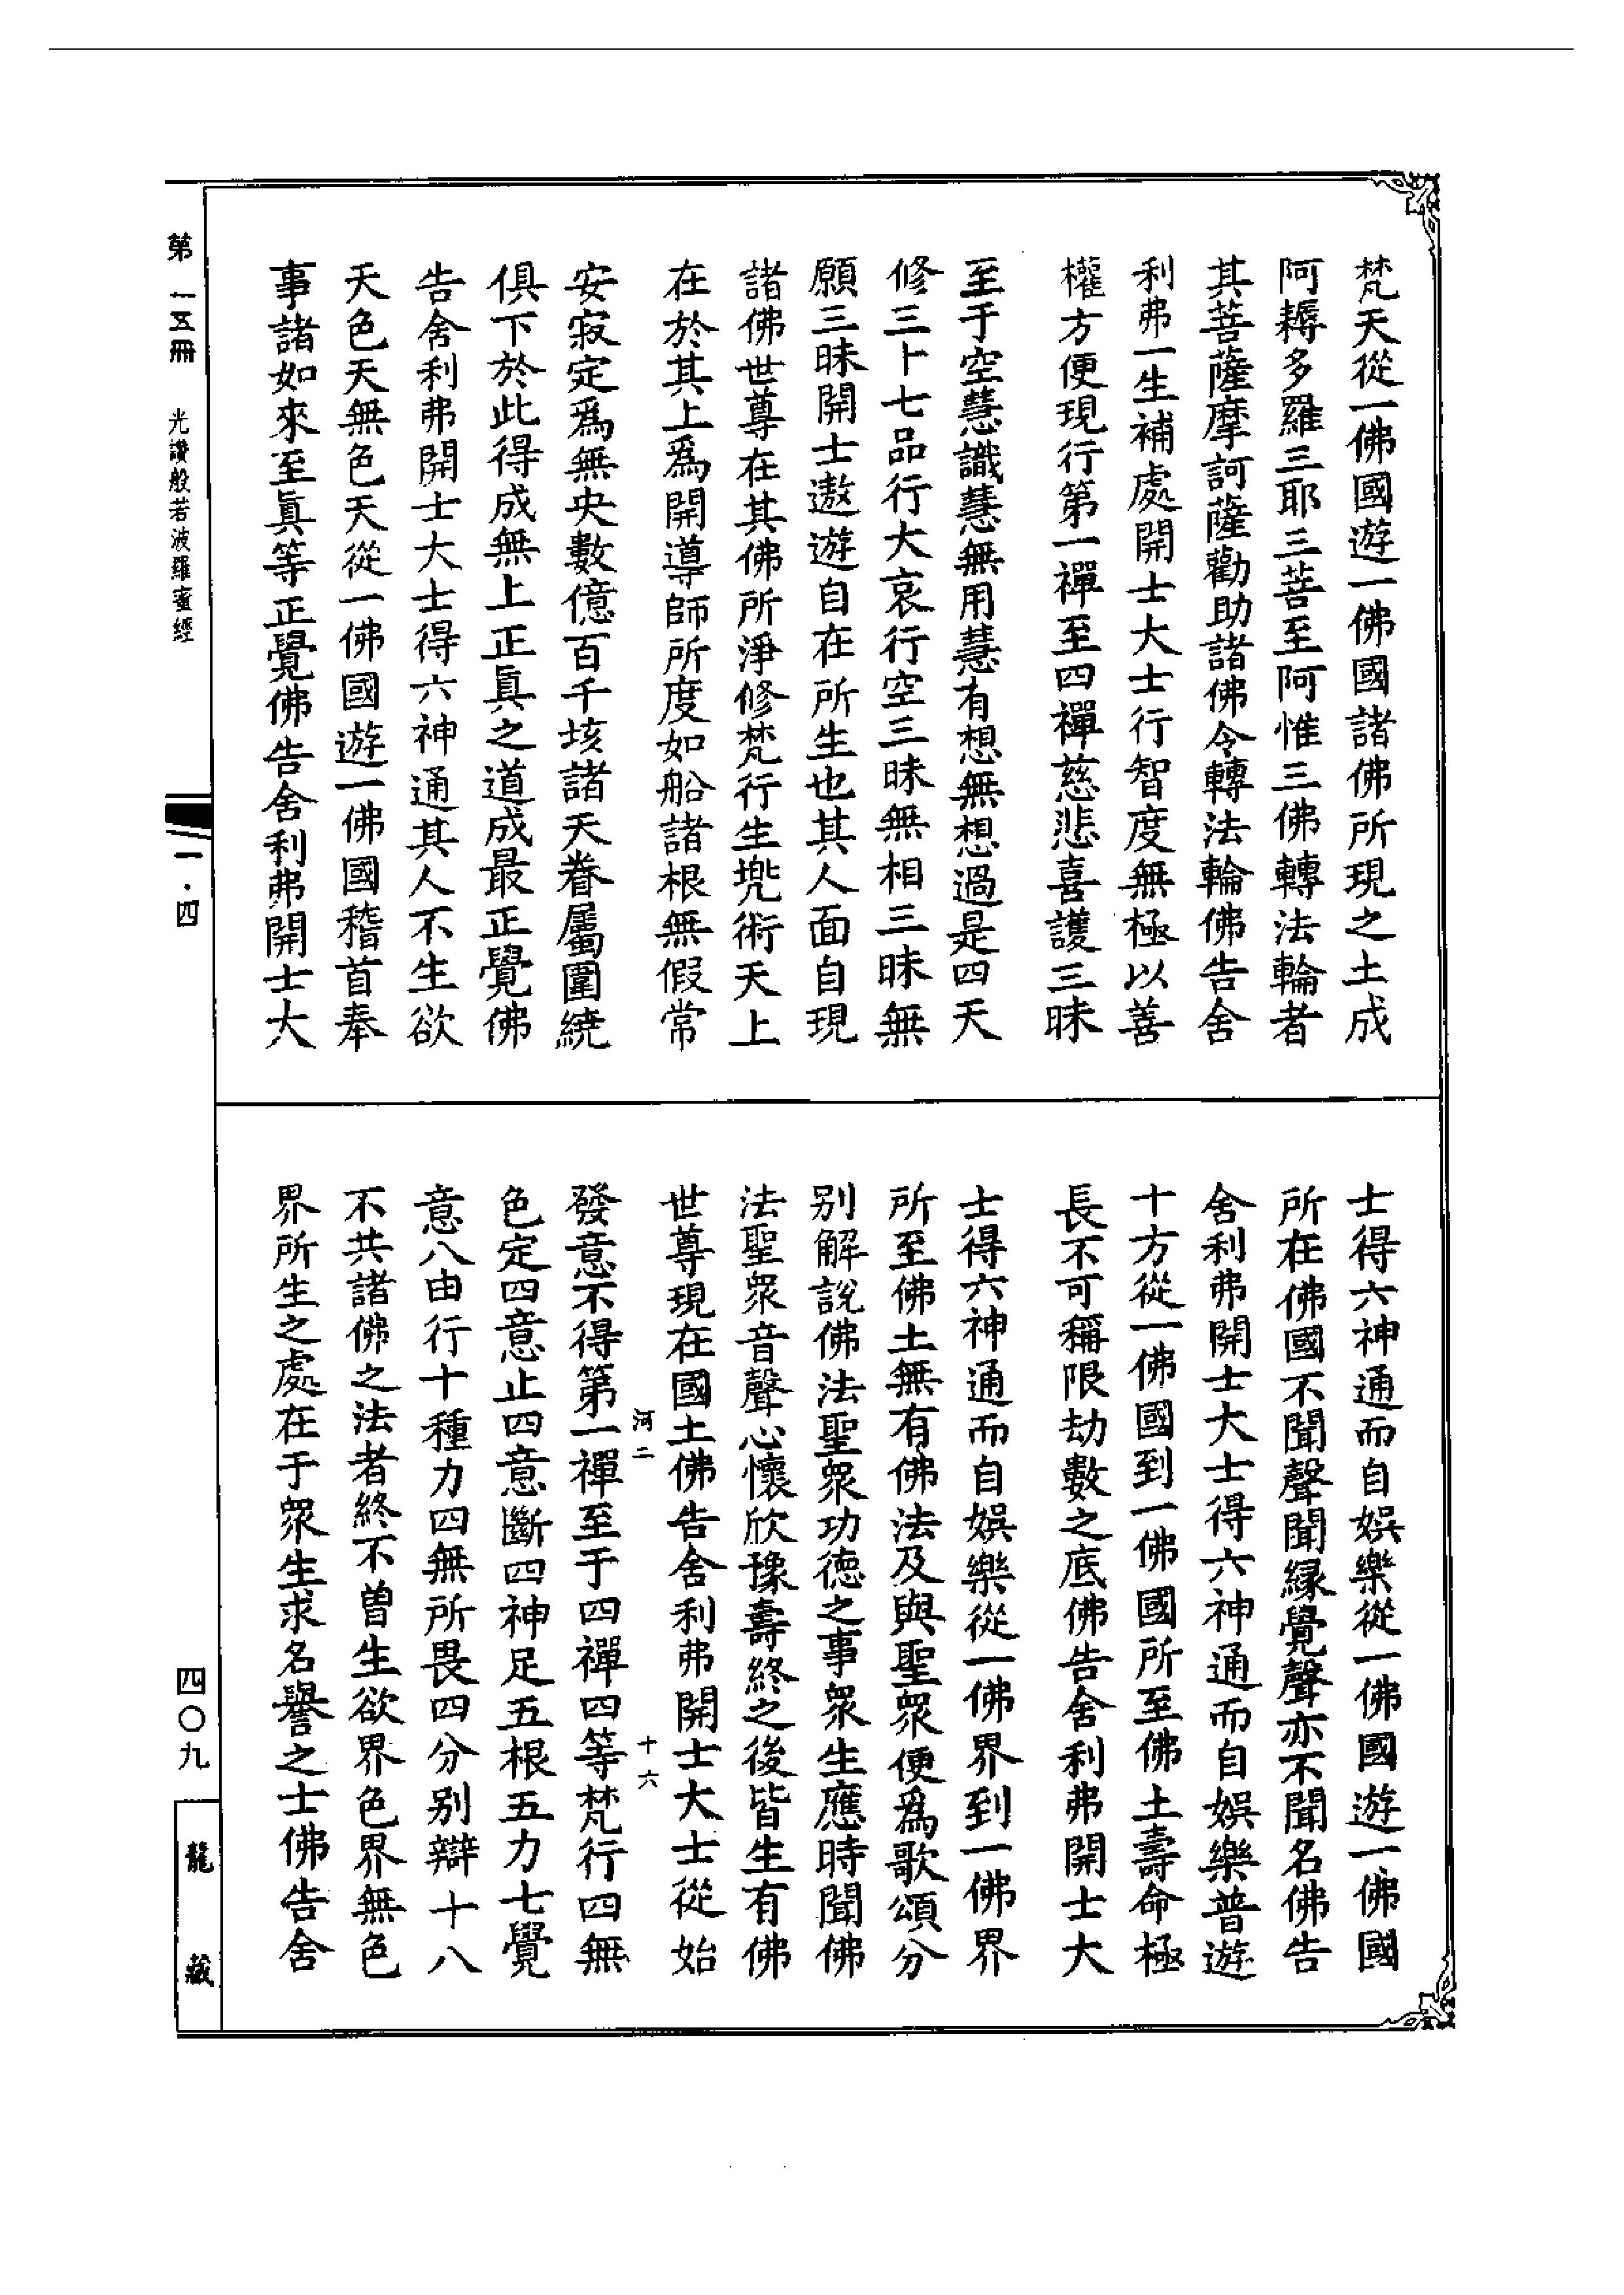 梵天從一佛國遊一佛國諸佛所現之土成
阿耨多羅三耶三菩至阿惟三佛轉法輪者
其菩薩摩訶薩勸助諸佛令轉法輪佛告舍
利弗一生補處開士大士行智度無極以善
權方便現行第一禪至四禪慈悲喜護三昧
至于空慧識慧無用慧有想無想過是四天
修三十七品行大哀行空三昧無相三昧無
願三昧開士遨遊自在所生也其人面自現
諸佛世尊在其佛所淨修梵行生兠術天上
在於其上爲開導師所度如船諸根無假常
安寂定爲無央數億百千垓諸天眷屬圍繞
俱下於此得成無上正真之道成最正覺佛
告舍利弗開士大士得六神通其人不生欲
天色天無色天從一佛國遊一佛國稽首奉
事諸如來至眞等正覺佛告舍利弗開士大
士得六神通而自娛樂從一佛國遊一佛國
所在佛國不聞聲聞緣覺聲亦不聞名佛告
舍利弗開士大士得六神通而自娛樂普遊
十方從一佛國到一佛國所至佛土壽命極
長不可稱限劫數之底佛告舍利弗開士大
士得六神通而自娛樂從一佛界到一佛界
所至佛土無有佛法及與聖眾便爲歌頌分
別解說佛法聖眾功德之事眾生應時聞佛
法聖眾音聲心懷欣豫壽終之後皆生有佛
世尊現在國土佛告舍利弗開士大士從始
河二 十六
發意不得第一禪至于四禪四等梵行四無
色定四意止四意斷四神足五根五力七覺
意八由行十種力四無所畏四分別辯十八
不共諸佛之法者終不曾生欲界色界無色
界所生之處在于眾生求名譽之士佛告舍
第一五冊 光讚般若波羅蜜經
一·四
四〇九
龍藏